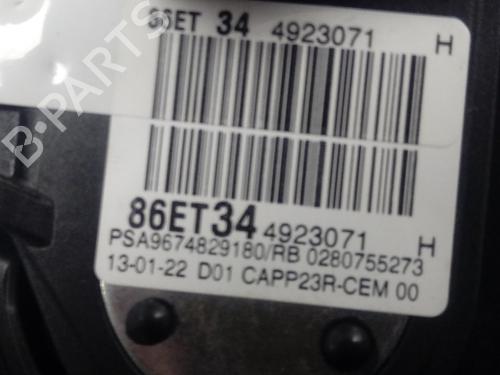 86ET 34 4923071 H
B-PARTS
86ET34 4923071 H
PSA9674829180/RB 0280755273
13-01-22 D01 CAPP23R-CEM 00